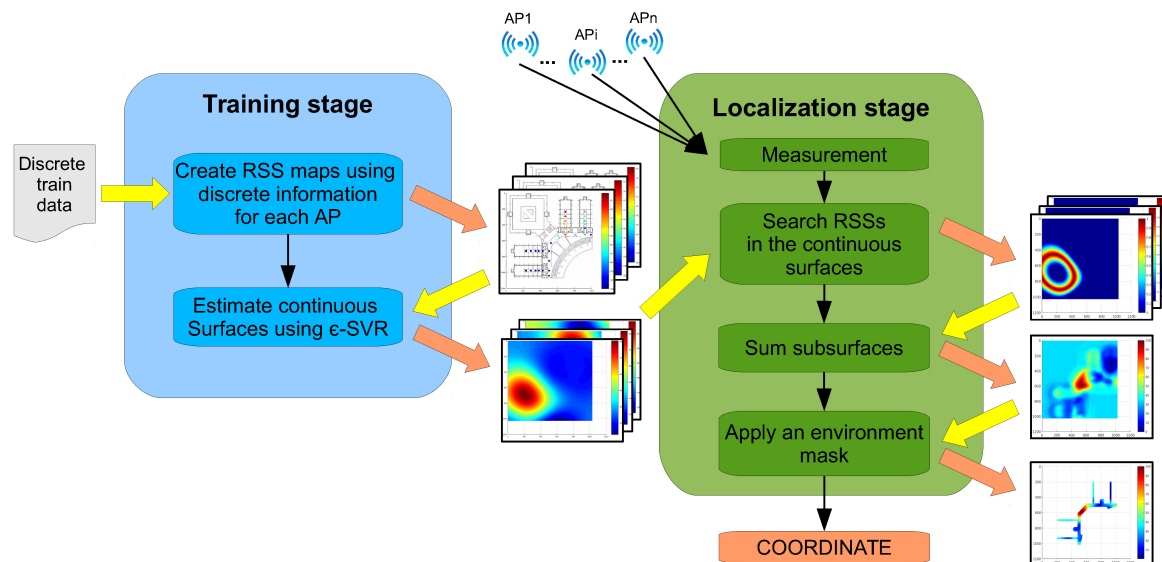 AP1
APi
APn
...
...
Training stage
Localization stage
Discrete
train
data
Create RSS maps using
discrete information
for each AP
Estimate continuous
Surfaces using ϵ-SVR
Measurement
Search RSSs
in the continuous
surfaces
Sum subsurfaces
Apply an environment
mask
COORDINATE